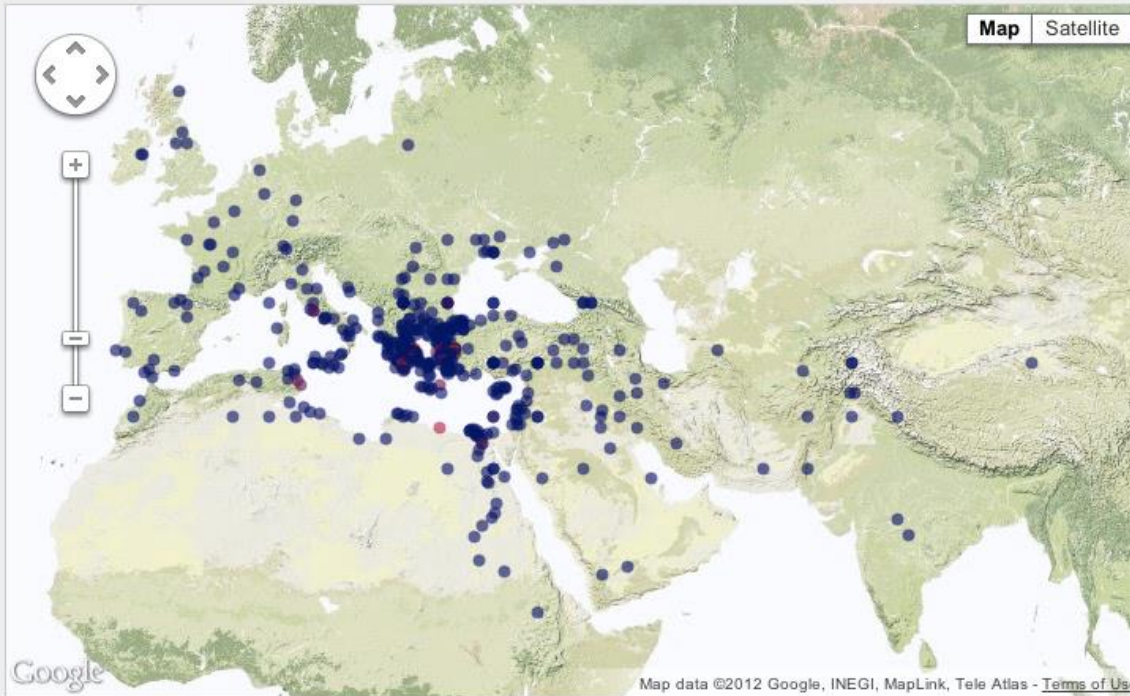 Map Satellite
+
−
Google
Map data ©2012 Google, INEGI, MapLink, Tele Atlas - Terms of Us